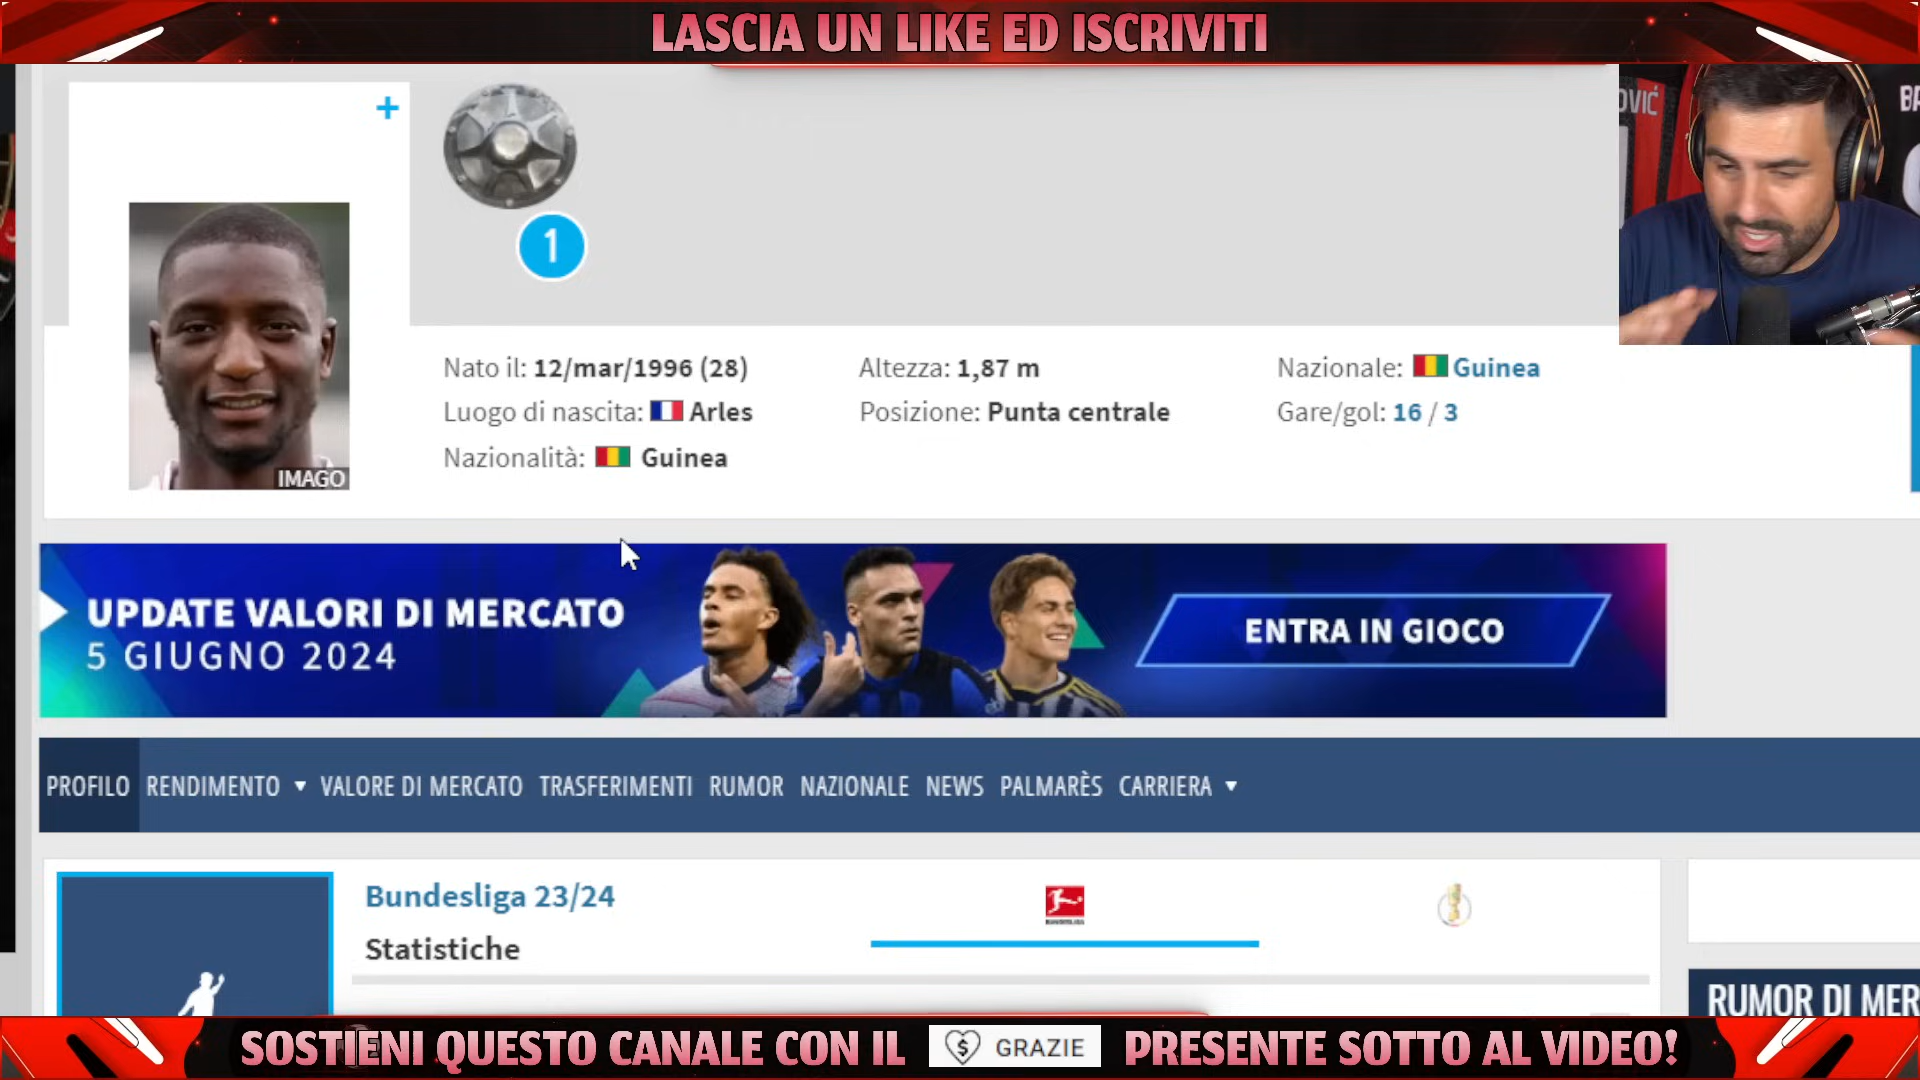 LASCIA UN LIKE ED ISCRIVITI
+
1
IMAGO
Nato il: 12/mar/1996 (28)
Luogo di nascita: Arles
Nazionalità: Guinea
Altezza: 1,87 m
Posizione: Punta centrale
Nazionale: Guinea
Gare/gol: 16 / 3
UPDATE VALORI DI MERCATO
5 GIUGNO 2024
ENTRA IN GIOCO
PROFILO RENDIMENTO VALORE DI MERCATO TRASFERIMENTI RUMOR NAZIONALE NEWS PALMARÈS CARRIERA
Bundesliga 23/24
Statistiche
RUMOR DI MER
SOSTIENI QUESTO CANALE CON IL GRAZIE PRESENTE SOTTO AL VIDEO!